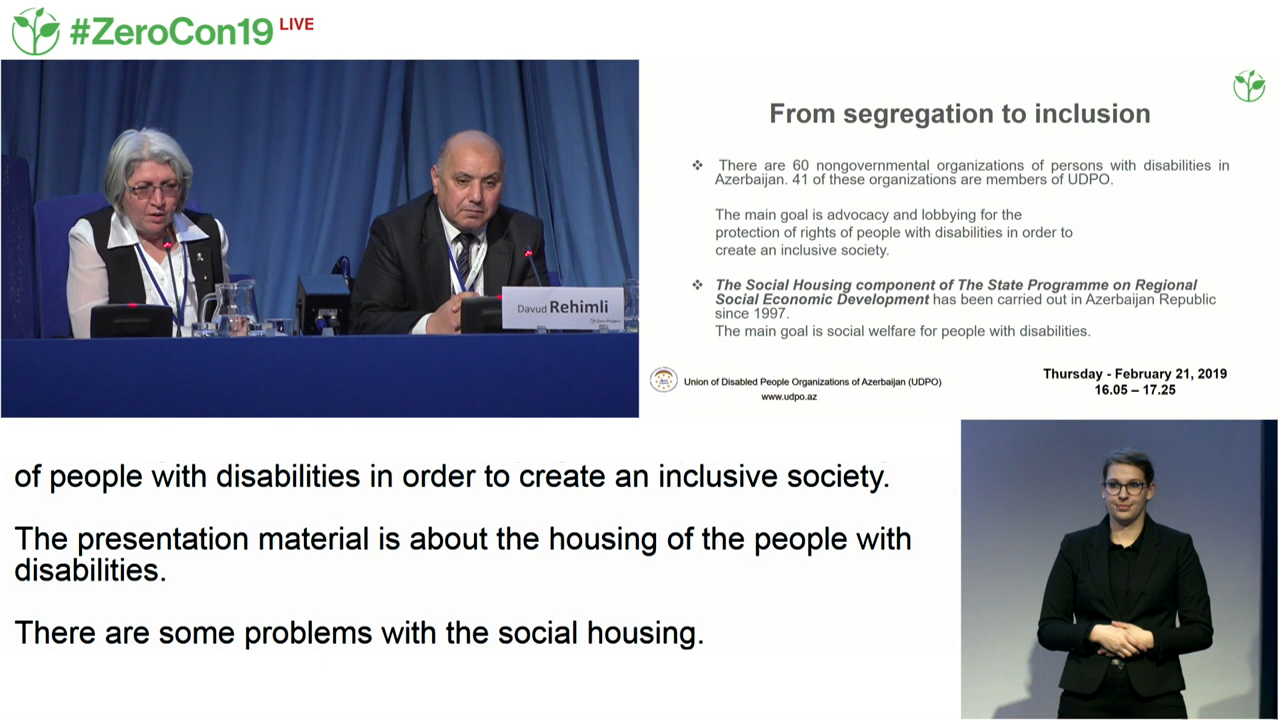 #ZeroCon19 LIVE
Davud Rehimli
From segregation to inclusion
❖ There are 60 nongovernmental organizations of persons with disabilities in
Azerbaijan. 41 of these organizations are members of UDPO.
The main goal is advocacy and lobbying for the
protection of rights of people with disabilities in order to
create an inclusive society.
❖ The Social Housing component of The State Programme on Regional
Social Economic Development has been carried out in Azerbaijan Republic
since 1997.
The main goal is social welfare for people with disabilities.
Union of Disabled People Organizations of Azerbaijan (UDPO)
www.udpo.az
Thursday - February 21, 2019
16.05 – 17.25
of people with disabilities in order to create an inclusive society.
The presentation material is about the housing of the people with
disabilities.
There are some problems with the social housing.